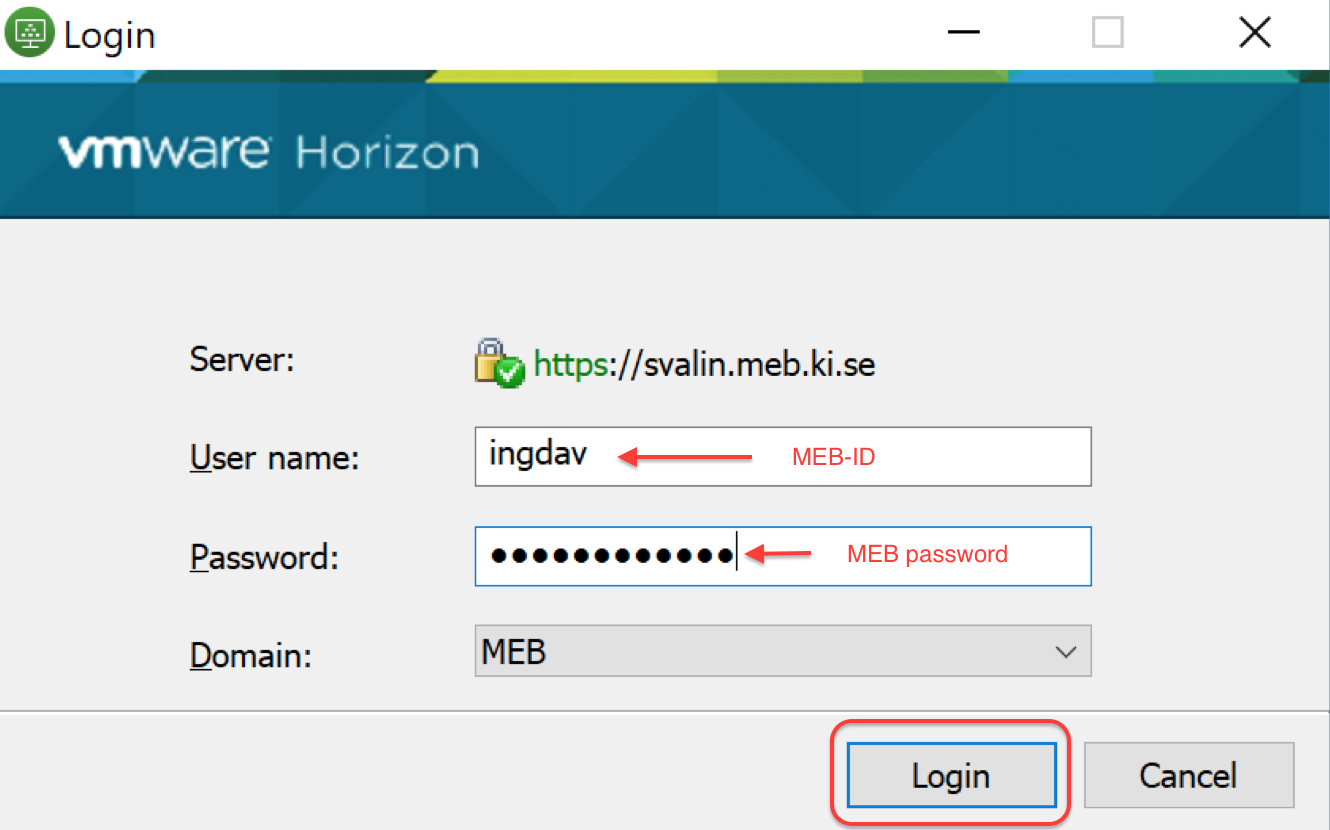 Login
vmware Horizon
Server: https://svalin.meb.ki.se
User name: ingdav MEB-ID
Password: ●●●●●●●●●●●● MEB password
Domain: MEB
Login Cancel